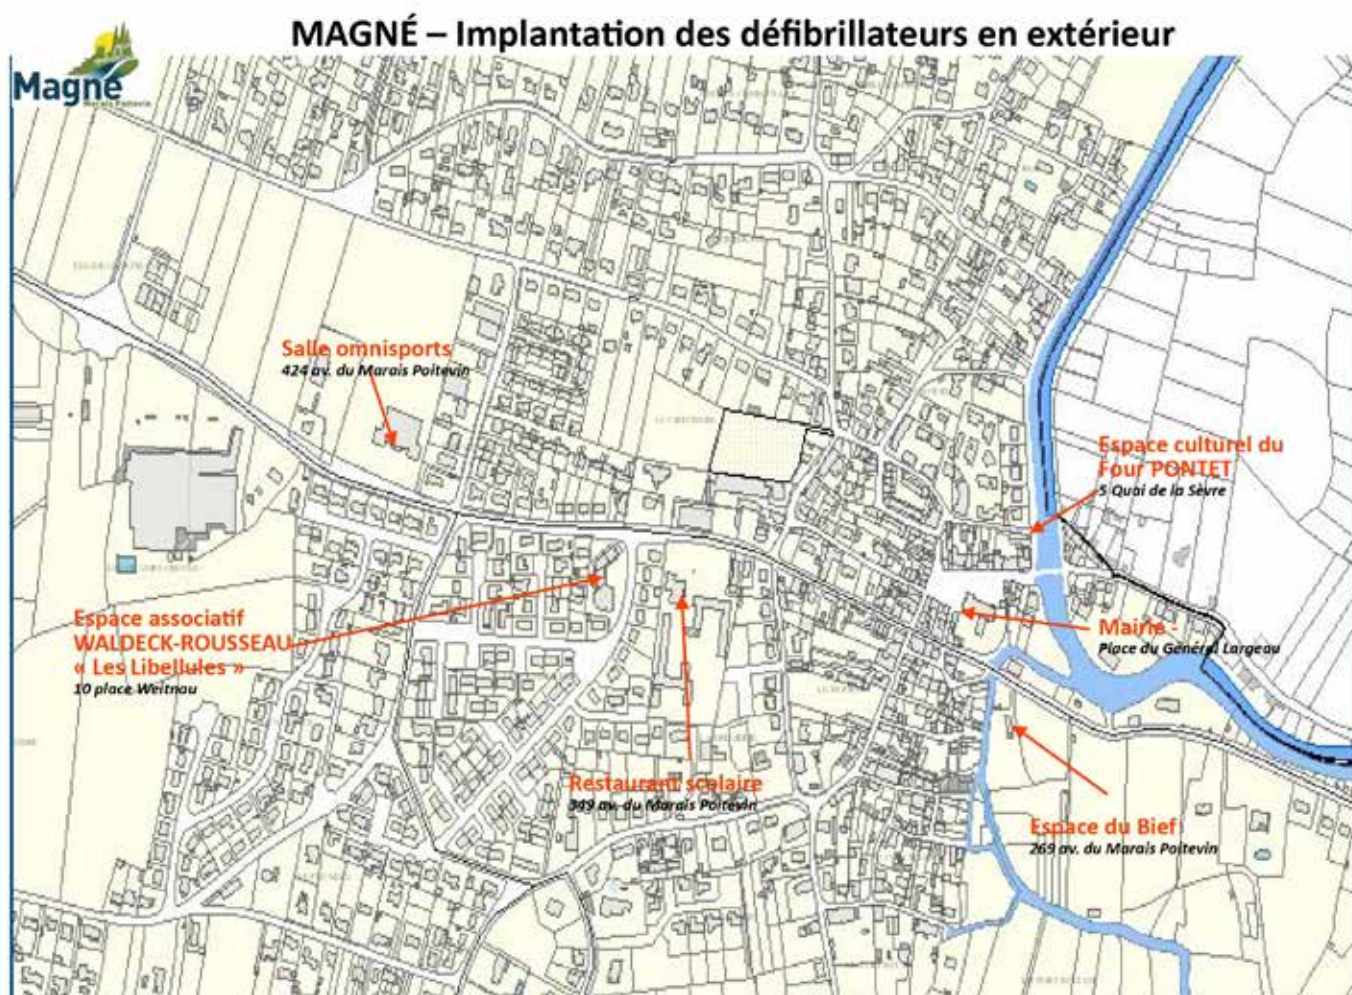 MAGNÉ – Implantation des défibrillateurs en extérieur
Magné
Marais Poitevin
Salle omnisports
424 av. du Marais Poitevin
Espace culturel du
Four PONTET
5 Quai de la Sèvre
Espace associatif
WALDECK-ROUSSEAU
« Les Libellules »
10 place Weitnau
Mairie -
Place du Général Largeau
Restaurant scolaire
349 av. du Marais Poitevin
Espace du Bief
269 av. du Marais Poitevin